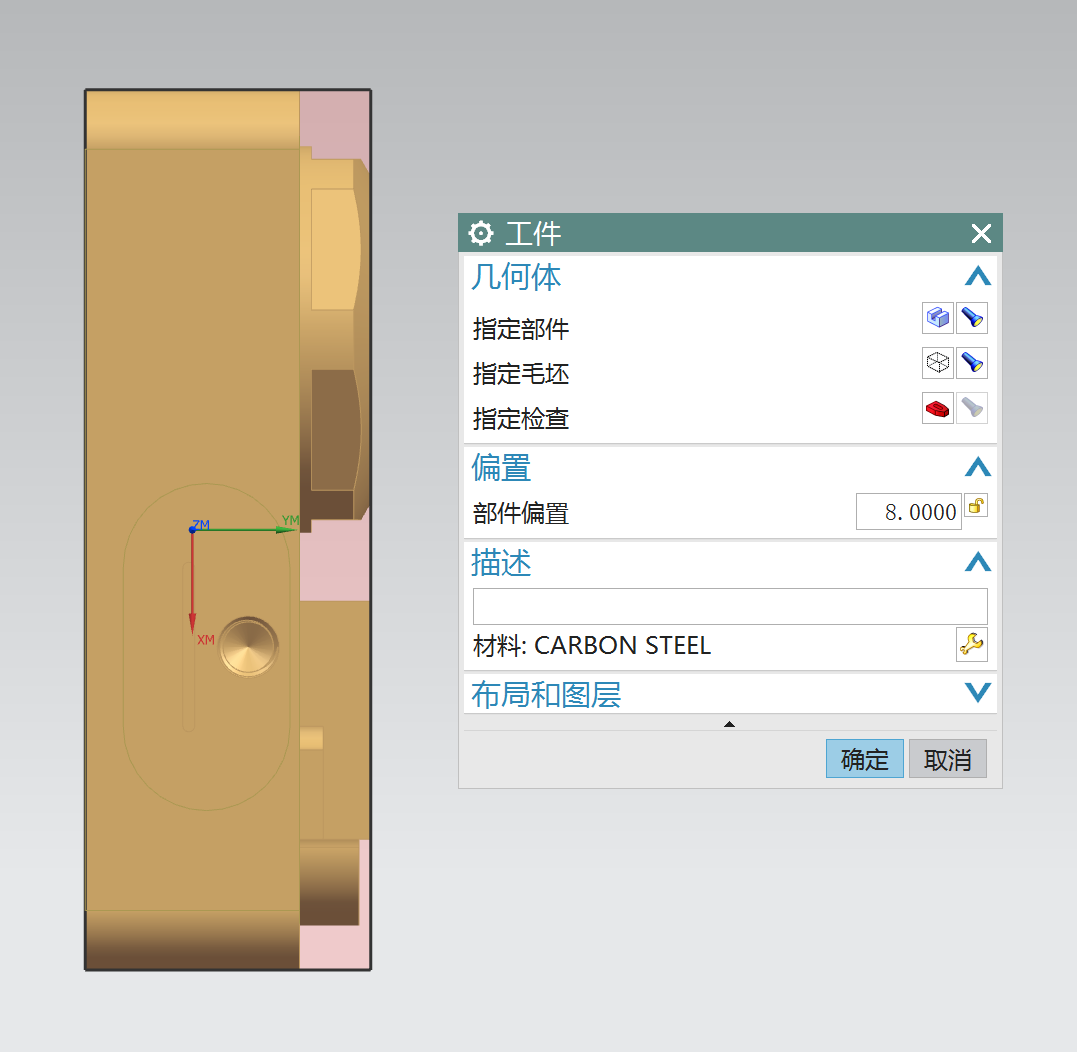 ZM
YM
XM
工件
几何体
指定部件
指定毛坯
指定检查
偏置
部件偏置
8.0000
描述
材料: CARBON STEEL
布局和图层
确定
取消